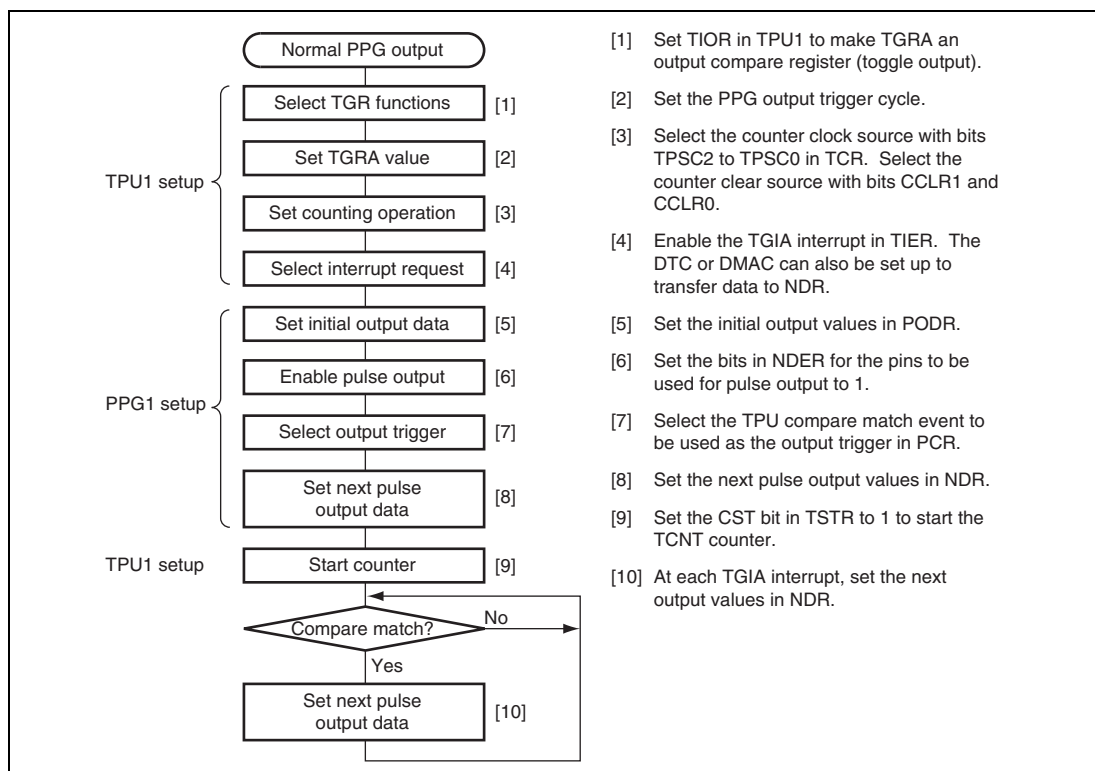 Normal PPG output
Select TGR functions [1]
Set TGRA value [2]
TPU1 setup
Set counting operation [3]
Select interrupt request [4]
Set initial output data [5]
Enable pulse output [6]
PPG1 setup
Select output trigger [7]
Set next pulse
output data
[8]
TPU1 setup
Start counter [9]
Compare match?
No
Yes
Set next pulse
output data
[10]
[1] Set TIOR in TPU1 to make TGRA an
output compare register (toggle output).
[2] Set the PPG output trigger cycle.
[3] Select the counter clock source with bits
TPSC2 to TPSC0 in TCR. Select the
counter clear source with bits CCLR1 and
CCLR0.
[4] Enable the TGIA interrupt in TIER. The
DTC or DMAC can also be set up to
transfer data to NDR.
[5] Set the initial output values in PODR.
[6] Set the bits in NDER for the pins to be
used for pulse output to 1.
[7] Select the TPU compare match event to
be used as the output trigger in PCR.
[8] Set the next pulse output values in NDR.
[9] Set the CST bit in TSTR to 1 to start the
TCNT counter.
[10] At each TGIA interrupt, set the next
output values in NDR.